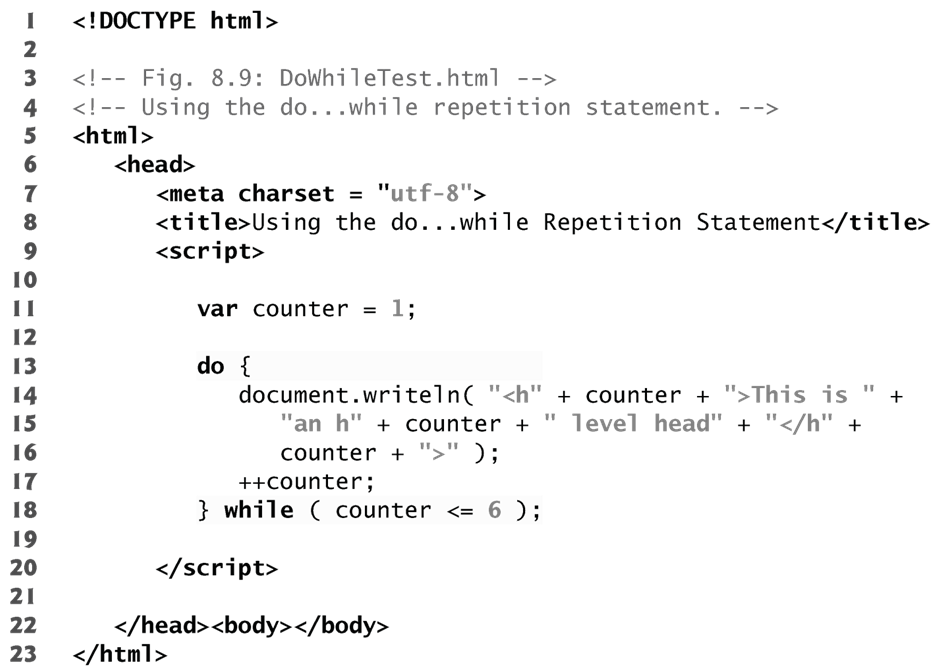 1 <!DOCTYPE html>
2
3 <!-- Fig. 8.9: DoWhileTest.html -->
4 <!-- Using the do...while repetition statement. -->
5 <html>
6 <head>
7 <meta charset = "utf-8">
8 <title>Using the do...while Repetition Statement</title>
9 <script>
10
11 var counter = 1;
12
13 do {
14 document.writeln( "<h" + counter + ">This is " +
15 "an h" + counter + " level head" + "</h" +
16 counter + ">" );
17 ++counter;
18 } while ( counter <= 6 );
19
20 </script>
21
22 </head><body></body>
23 </html>